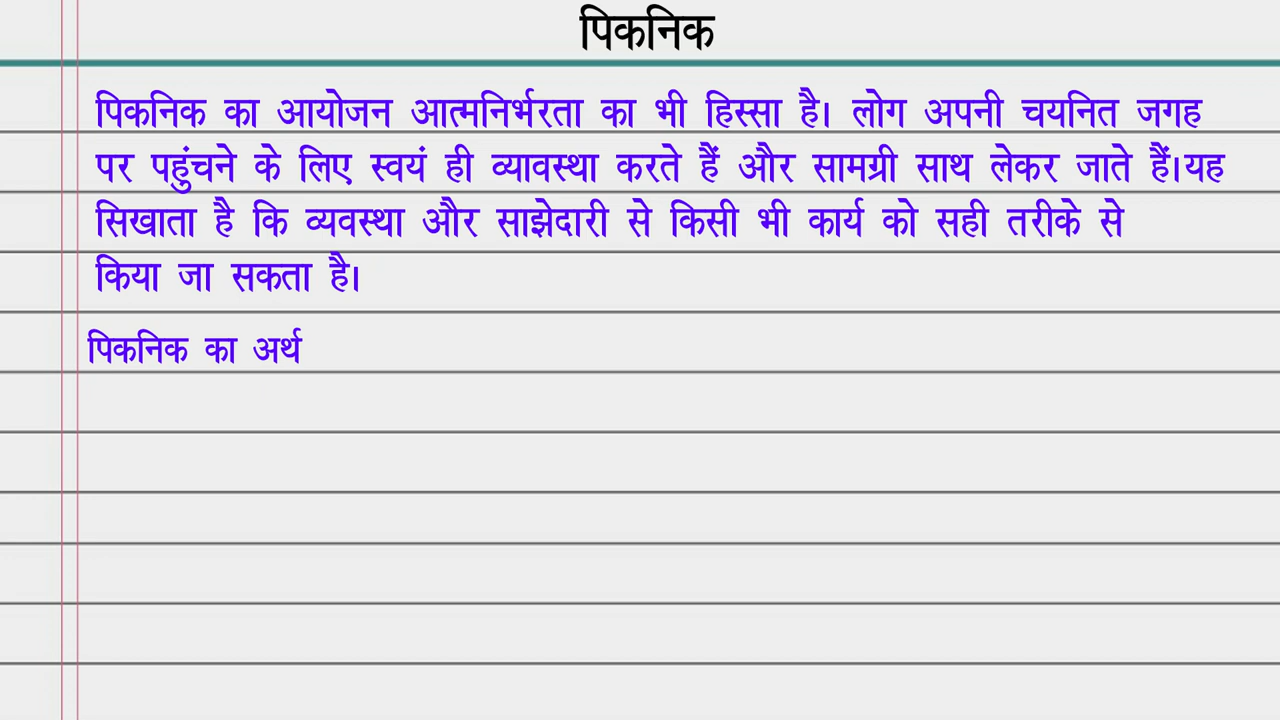 पिकनिक
पिकनिक का आयोजन आत्मनिर्भरता का भी हिस्सा है। लोग अपनी चयनित जगह
पर पहुंचने के लिए स्वयं ही व्यावस्था करते हैं और सामग्री साथ लेकर जाते हैं।यह
सिखाता है कि व्यवस्था और साझेदारी से किसी भी कार्य को सही तरीके से
किया जा सकता है।
पिकनिक का अर्थ